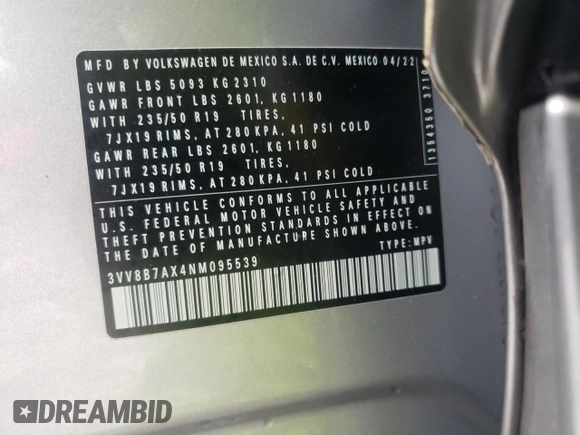 MFD BY VOLKSWAGEN DE MEXICO S.A. DE C.V. MEXICO 04/22
GVWR LBS 5093 KG 2310
GAWR FRONT LBS 2601, KG 1180
WITH 235/50 R19 TIRES,
7JX19 RIMS, AT 280 KPA, 41 PSI COLD
GAWR REAR LBS 2601, KG 1180
WITH 235/50 R19 TIRES,
7JX19 RIMS, AT 280 KPA, 41 PSI COLD
THIS VEHICLE CONFORMS TO ALL APPLICABLE
U.S. FEDERAL MOTOR VEHICLE SAFETY AND
THEFT PREVENTION STANDARDS IN EFFECT ON THE
DATE OF MANUFACTURE SHOWN ABOVE.
3VV8B7AX4NM095539
TYPE: MPV
1354350 3710
DREAMBID